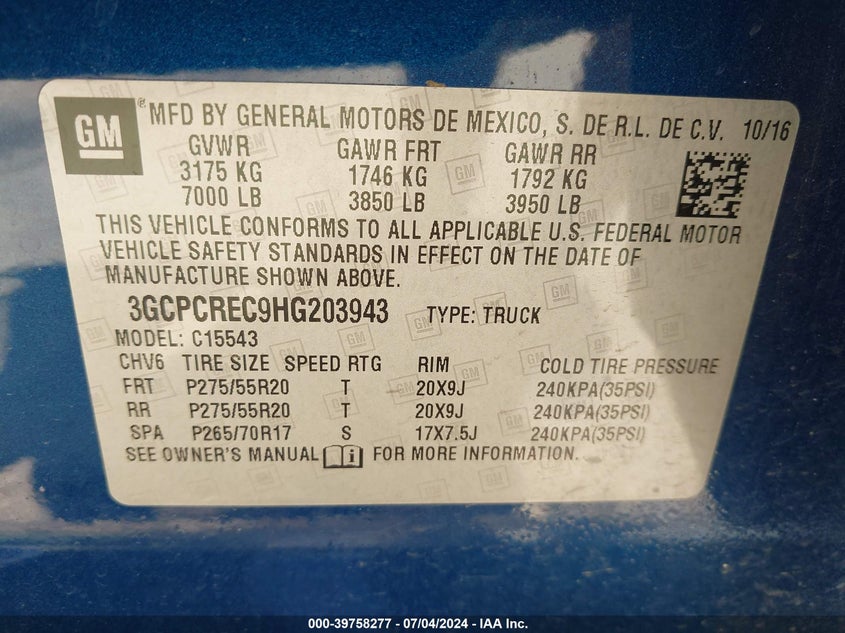 GM® MFD BY GENERAL MOTORS DE MEXICO, S. DE R.L. DE C.V. 10/16
GVWR GAWR FRT GAWR RR
3175 KG 1746 KG 1792 KG
7000 LB 3850 LB 3950 LB
THIS VEHICLE CONFORMS TO ALL APPLICABLE U.S. FEDERAL MOTOR
VEHICLE SAFETY STANDARDS IN EFFECT ON THE DATE OF
MANUFACTURE SHOWN ABOVE.
3GCPCREC9HG203943 TYPE: TRUCK
MODEL: C15543
CHV6 TIRE SIZE SPEED RTG RIM COLD TIRE PRESSURE
FRT P275/55R20 T 20X9J 240KPA(35PSI)
RR P275/55R20 T 20X9J 240KPA(35PSI)
SPA P265/70R17 S 17X7.5J 240KPA(35PSI)
SEE OWNER'S MANUAL i FOR MORE INFORMATION.
000-39758277 - 07/04/2024 - IAA Inc.